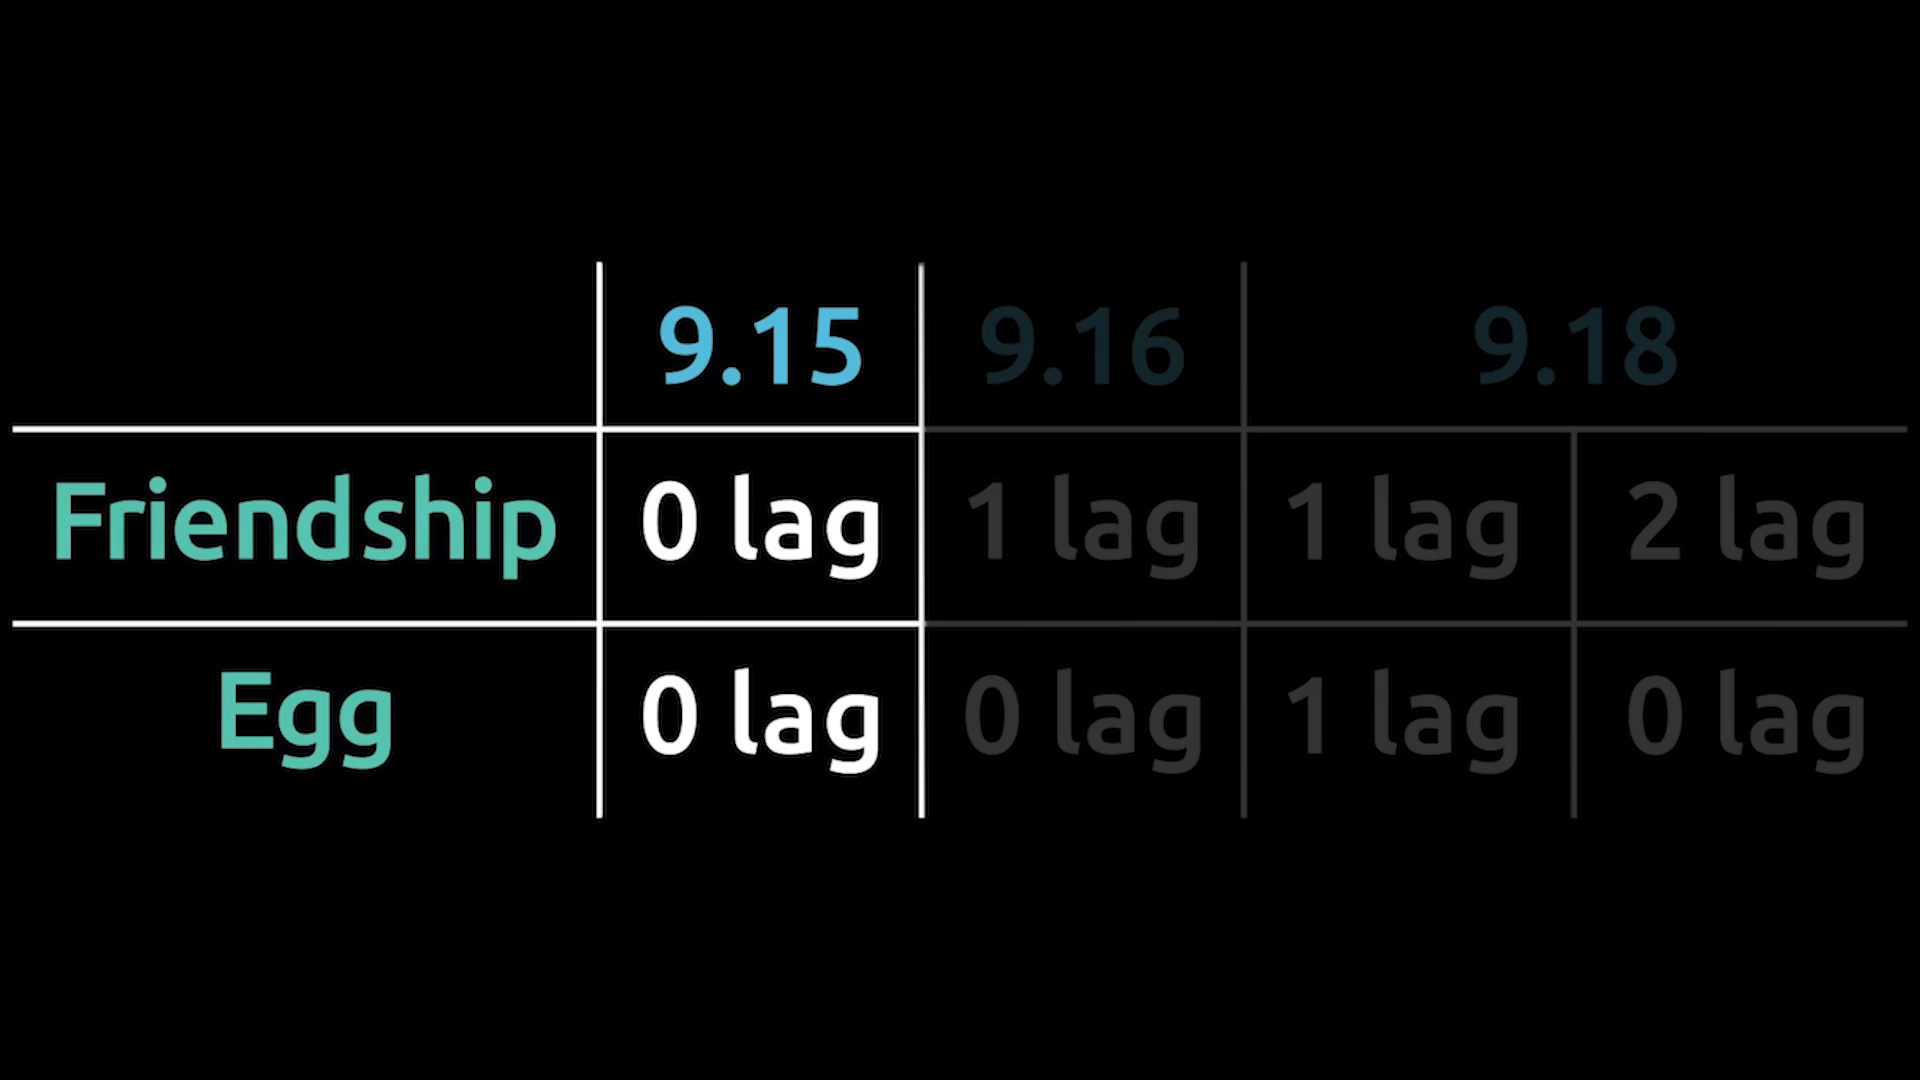 9.15 9.16 9.18
Friendship 0 lag 1 lag 1 lag 2 lag
Egg 0 lag 0 lag 1 lag 0 lag